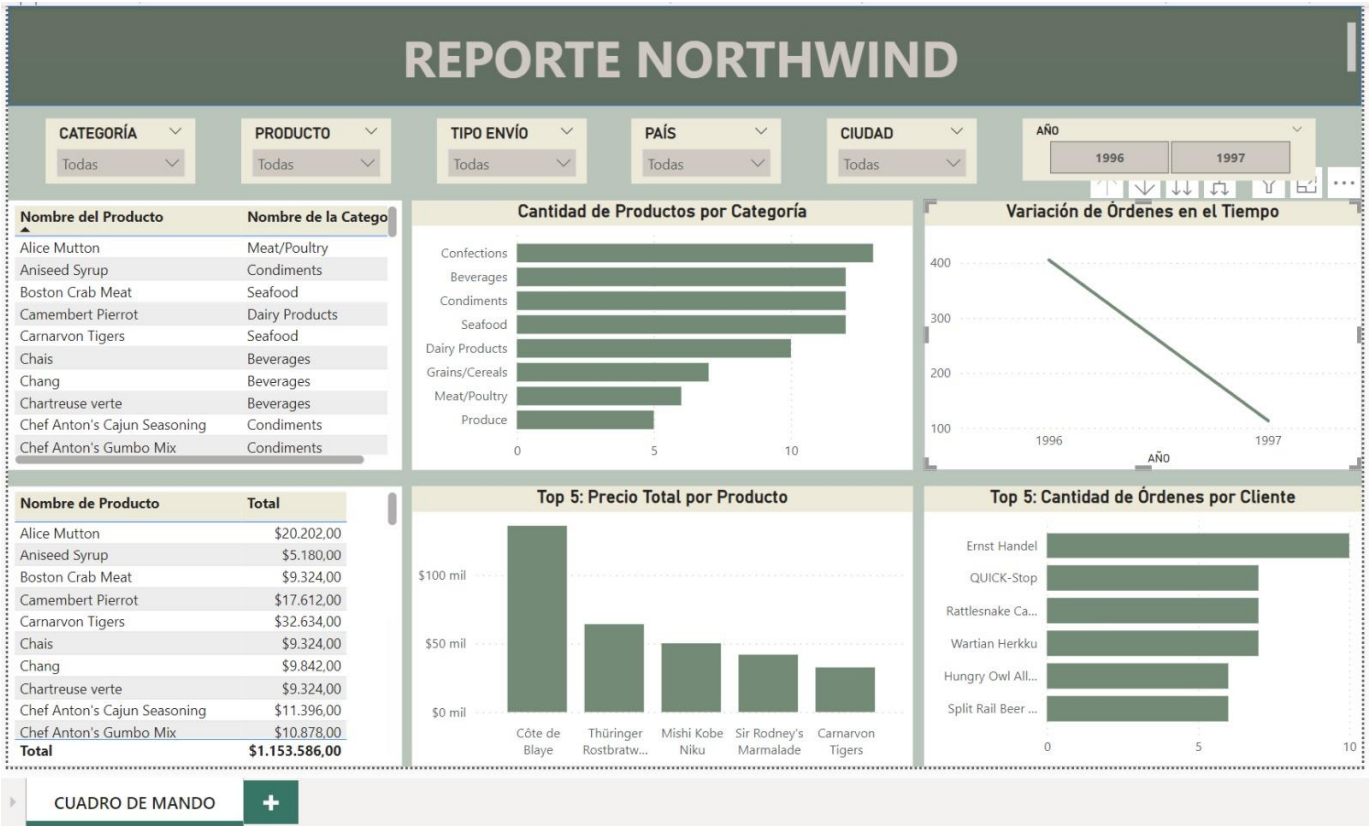 REPORTE NORTHWIND
CATEGORÍA
Todas
PRODUCTO
Todas
TIPO ENVÍO
Todas
PAÍS
Todas
CIUDAD
Todas
AÑO
1996 1997
Nombre del Producto Nombre de la Catego
Alice Mutton Meat/Poultry
Aniseed Syrup Condiments
Boston Crab Meat Seafood
Camembert Pierrot Dairy Products
Carnarvon Tigers Seafood
Chais Beverages
Chang Beverages
Chartreuse verte Beverages
Chef Anton's Cajun Seasoning Condiments
Chef Anton's Gumbo Mix Condiments
Cantidad de Productos por Categoría
Confections
Beverages
Condiments
Seafood
Dairy Products
Grains/Cereals
Meat/Poultry
Produce
0 5 10
Variación de Órdenes en el Tiempo
400
300
200
100
1996 1997
AÑO
Nombre de Producto Total
Alice Mutton $20.202,00
Aniseed Syrup $5.180,00
Boston Crab Meat $9.324,00
Camembert Pierrot $17.612,00
Carnarvon Tigers $32.634,00
Chais $9.324,00
Chang $9.842,00
Chartreuse verte $9.324,00
Chef Anton's Cajun Seasoning $11.396,00
Chef Anton's Gumbo Mix $10.878,00
Total $1.153.586,00
Top 5: Precio Total por Producto
$100 mil
$50 mil
$0 mil
Côte de Blaye
Thüringer Rostbratw...
Mishi Kobe Niku
Sir Rodney's Marmalade
Carnarvon Tigers
Top 5: Cantidad de Órdenes por Cliente
Ernst Handel
QUICK-Stop
Rattlesnake Ca...
Wartian Herkku
Hungry Owl All...
Split Rail Beer ...
0 5 10
CUADRO DE MANDO